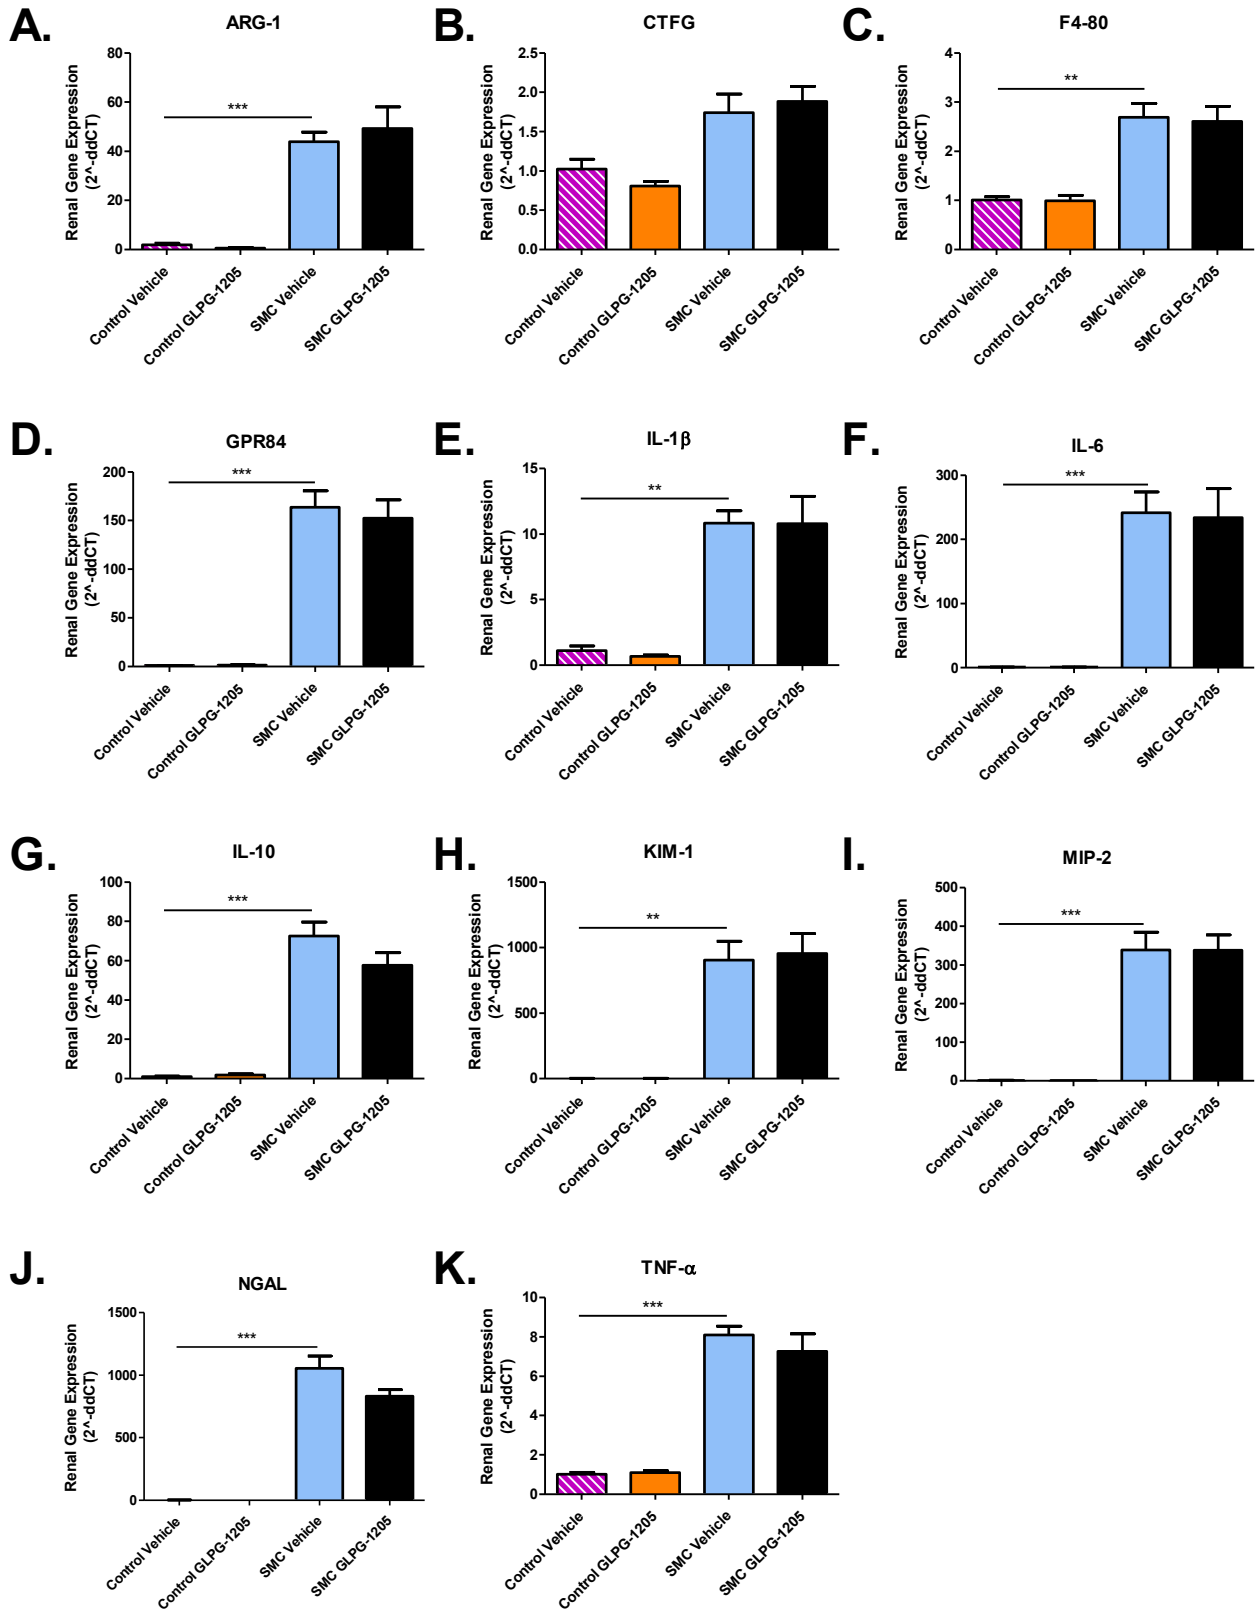 A.
ARG-1
Renal Gene Expression
(2^-ddCT)
80
60
40
20
0
***
Control Vehicle
Control GLPG-1205
SMC Vehicle
SMC GLPG-1205
B.
CTFG
Renal Gene Expression
(2^-ddCT)
2.5
2.0
1.5
1.0
0.5
0.0
Control Vehicle
Control GLPG-1205
SMC Vehicle
SMC GLPG-1205
C.
F4-80
Renal Gene Expression
(2^-ddCT)
4
3
2
1
0
**
Control Vehicle
Control GLPG-1205
SMC Vehicle
SMC GLPG-1205
D.
GPR84
Renal Gene Expression
(2^-ddCT)
200
150
100
50
0
***
Control Vehicle
Control GLPG-1205
SMC Vehicle
SMC GLPG-1205
E.
IL-1β
Renal Gene Expression
(2^-ddCT)
15
10
5
0
**
Control Vehicle
Control GLPG-1205
SMC Vehicle
SMC GLPG-1205
F.
IL-6
Renal Gene Expression
(2^-ddCT)
300
200
100
0
***
Control Vehicle
Control GLPG-1205
SMC Vehicle
SMC GLPG-1205
G.
IL-10
Renal Gene Expression
(2^-ddCT)
100
80
60
40
20
0
***
Control Vehicle
Control GLPG-1205
SMC Vehicle
SMC GLPG-1205
H.
KIM-1
Renal Gene Expression
(2^-ddCT)
1500
1000
500
0
**
Control Vehicle
Control GLPG-1205
SMC Vehicle
SMC GLPG-1205
I.
MIP-2
Renal Gene Expression
(2^-ddCT)
500
400
300
200
100
0
***
Control Vehicle
Control GLPG-1205
SMC Vehicle
SMC GLPG-1205
J.
NGAL
Renal Gene Expression
(2^-ddCT)
1500
1000
500
0
***
Control Vehicle
Control GLPG-1205
SMC Vehicle
SMC GLPG-1205
K.
TNF-α
Renal Gene Expression
(2^-ddCT)
10
8
6
4
2
0
***
Control Vehicle
Control GLPG-1205
SMC Vehicle
SMC GLPG-1205